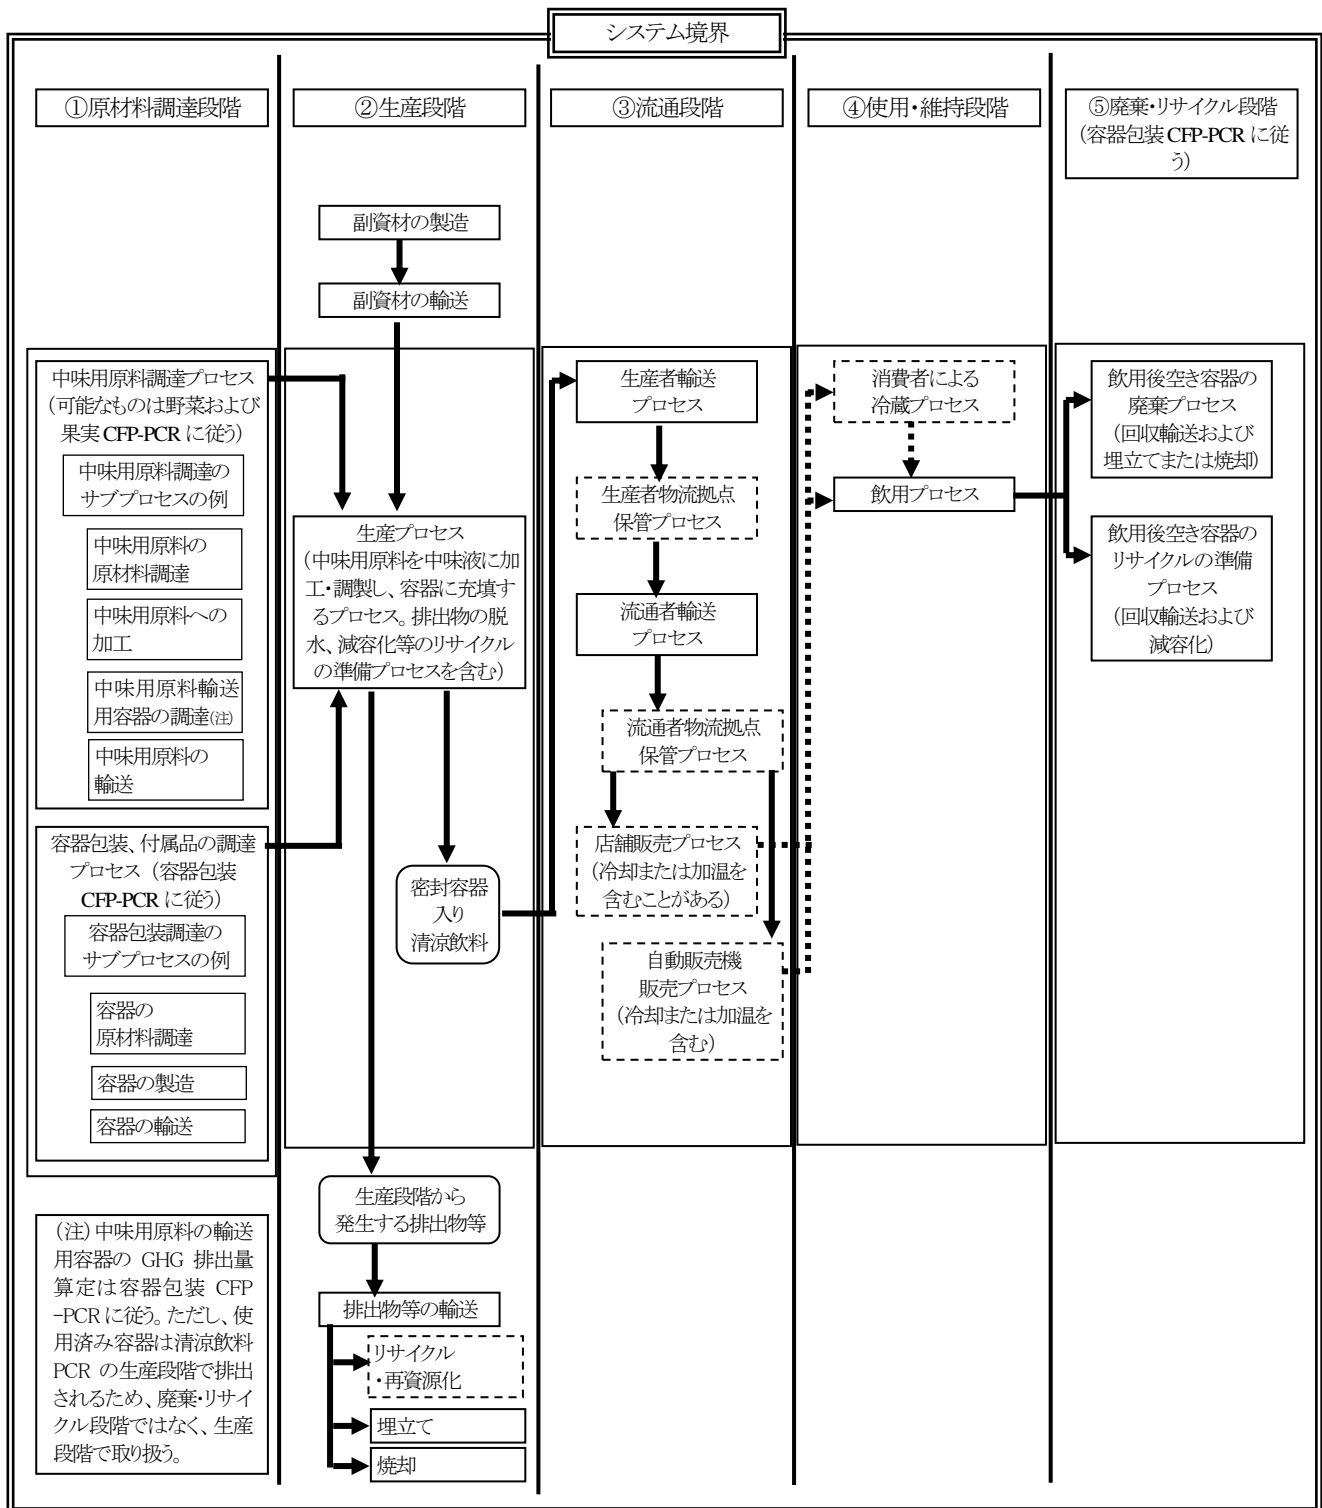 システム境界
①原材料調達段階
②生産段階
③流通段階
④使用・維持段階
⑤廃棄・リサイクル段階
(容器包装CFP-PCRに従
う)
副資材の製造
副資材の輸送
中味用原料調達プロセス
(可能なものは野菜および
果実CFP-PCRに従う)
中味用原料調達の
サブプロセスの例
中味用原料の
原材料調達
中味用原料への
加工
中味用原料輸送
用容器の調達(注)
中味用原料の
輸送
容器包装、付属品の調達
プロセス(容器包装
CFP-PCRに従う)
容器包装調達の
サブプロセスの例
容器の
原材料調達
容器の製造
容器の輸送
(注)中味用原料の輸送
用容器の GHG 排出量
算定は容器包装 CFP
-PCRに従う。ただし、使
用済み容器は清涼飲料
PCR の生産段階で排出
されるため、廃棄・リサイ
クル段階ではなく、生産
段階で取り扱う。
生産プロセス
(中味用原料を中味液に加
工・調製し、容器に充填す
るプロセス。排出物の脱
水、減容化等のリサイクル
の準備プロセスを含む)
密封容器
入り
清涼飲料
生産段階から
発生する排出物等
排出物等の輸送
リサイクル
・再資源化
埋立て
焼却
生産者輸送
プロセス
生産者物流拠点
保管プロセス
流通者輸送
プロセス
流通者物流拠点
保管プロセス
店舗販売プロセス
(冷却または加温を
含むことがある)
自動販売機
販売プロセス
(冷却または加温を
含む)
消費者による
冷蔵プロセス
飲用プロセス
飲用後空き容器の
廃棄プロセス
(回収輸送および
埋立てまたは焼却)
飲用後空き容器の
リサイクルの準備
プロセス
(回収輸送および
減容化)